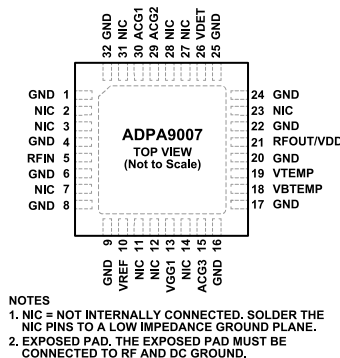 32 GND
31 NIC
30 ACG1
29 ACG2
28 NIC
27 NIC
26 VDET
25 GND
GND 1
NIC 2
NIC 3
GND 4
RFIN 5
GND 6
NIC 7
GND 8
ADPA9007
TOP VIEW
(Not to Scale)
24 GND
23 NIC
22 GND
21 RFOUT/VDD
20 GND
19 VTEMP
18 VBTEMP
17 GND
GND 9
VREF 10
NIC 11
NIC 12
VGG1 13
NIC 14
ACG3 15
GND 16
NOTES
1. NIC = NOT INTERNALLY CONNECTED. SOLDER THE
NIC PINS TO A LOW IMPEDANCE GROUND PLANE.
2. EXPOSED PAD. THE EXPOSED PAD MUST BE
CONNECTED TO RF AND DC GROUND.